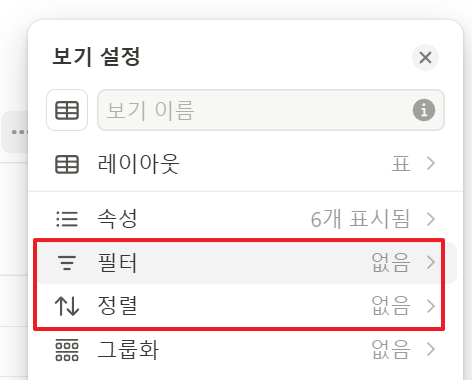 보기 설정
보기 이름
레이아웃 표
속성 6개 표시됨
필터 없음
정렬 없음
그룹화 없음